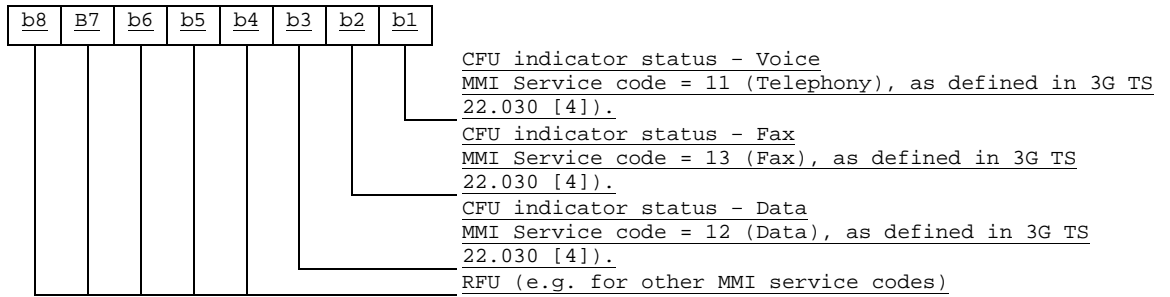 b8 B7 b6 b5 b4 b3 b2 b1
CFU indicator status – Voice
MMI Service code = 11 (Telephony), as defined in 3G TS
22.030 [4]).
CFU indicator status – Fax
MMI Service code = 13 (Fax), as defined in 3G TS
22.030 [4]).
CFU indicator status – Data
MMI Service code = 12 (Data), as defined in 3G TS
22.030 [4]).
RFU (e.g. for other MMI service codes)